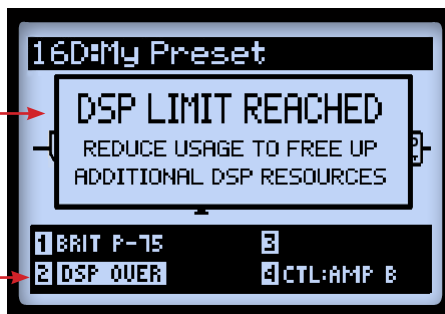 16D:My Preset
DSP LIMIT REACHED
REDUCE USAGE TO FREE UP
ADDITIONAL DSP RESOURCES
1 BRIT P-75 3
2 DSP OVER 4 CTL:AMP B